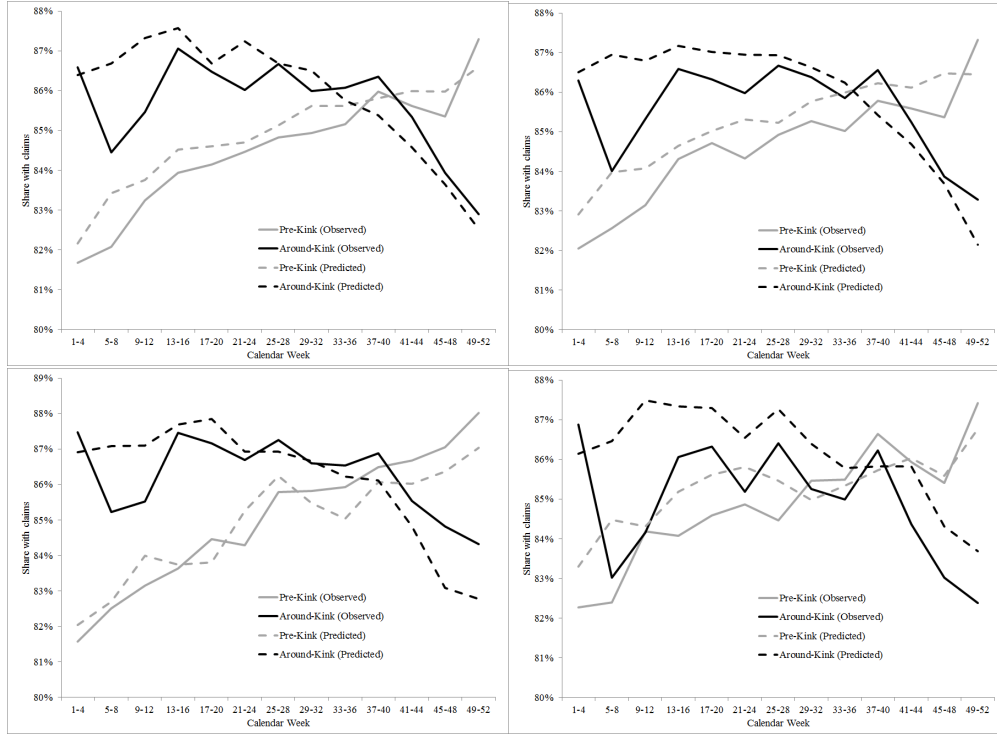 88%
87%
86%
85%
84%
83%
82%
81%
80%
Share with claims
Pre-Kink (Observed)
Around-Kink (Observed)
Pre-Kink (Predicted)
Around-Kink (Predicted)
1-4 5-8 9-12 13-16 17-20 21-24 25-28 29-32 33-36 37-40 41-44 45-48 49-52
Calendar Week
88%
87%
86%
85%
84%
83%
82%
81%
80%
Share with claims
Pre-Kink (Observed)
Around-Kink (Observed)
Pre-Kink (Predicted)
Around-Kink (Predicted)
1-4 5-8 9-12 13-16 17-20 21-24 25-28 29-32 33-36 37-40 41-44 45-48 49-52
Calendar Week
89%
88%
87%
86%
85%
84%
83%
82%
81%
80%
Share with claims
Pre-Kink (Observed)
Around-Kink (Observed)
Pre-Kink (Predicted)
Around-Kink (Predicted)
1-4 5-8 9-12 13-16 17-20 21-24 25-28 29-32 33-36 37-40 41-44 45-48 49-52
Calendar Week
88%
87%
86%
85%
84%
83%
82%
81%
80%
Share with claims
Pre-Kink (Observed)
Around-Kink (Observed)
Pre-Kink (Predicted)
Around-Kink (Predicted)
1-4 5-8 9-12 13-16 17-20 21-24 25-28 29-32 33-36 37-40 41-44 45-48 49-52
Calendar Week